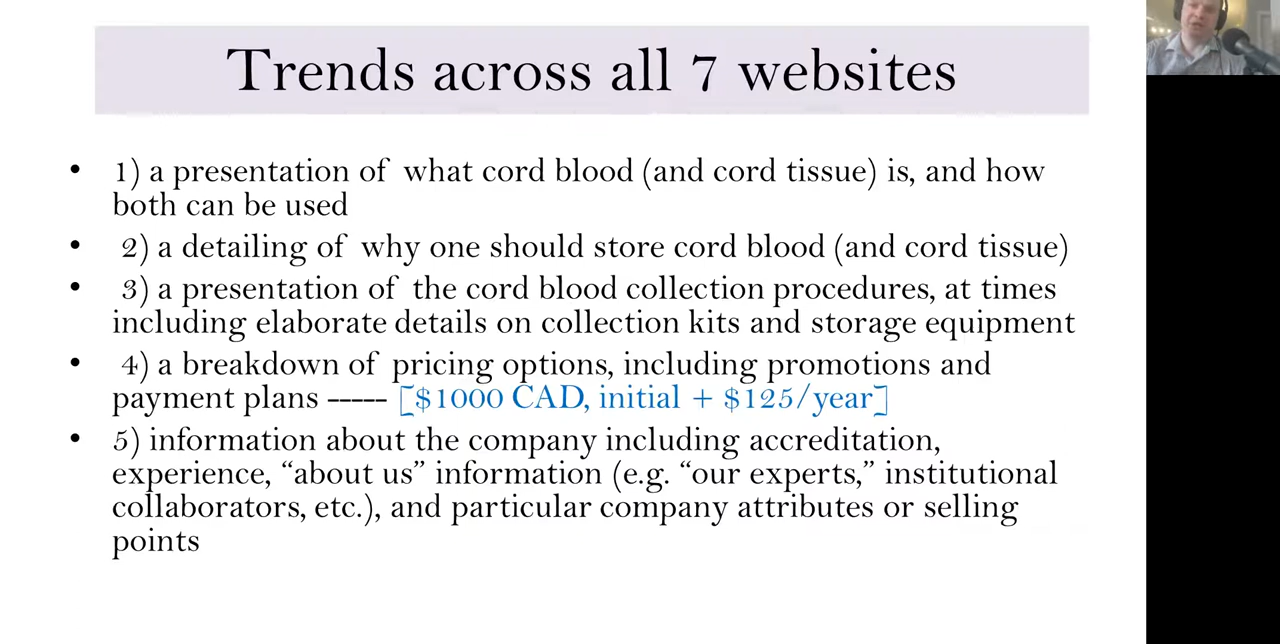 Trends across all 7 websites
• 1) a presentation of what cord blood (and cord tissue) is, and how
both can be used
• 2) a detailing of why one should store cord blood (and cord tissue)
• 3) a presentation of the cord blood collection procedures, at times
including elaborate details on collection kits and storage equipment
• 4) a breakdown of pricing options, including promotions and
payment plans ----- [$1000 CAD, initial + $125/year]
• 5) information about the company including accreditation,
experience, “about us” information (e.g. “our experts,” institutional
collaborators, etc.), and particular company attributes or selling
points